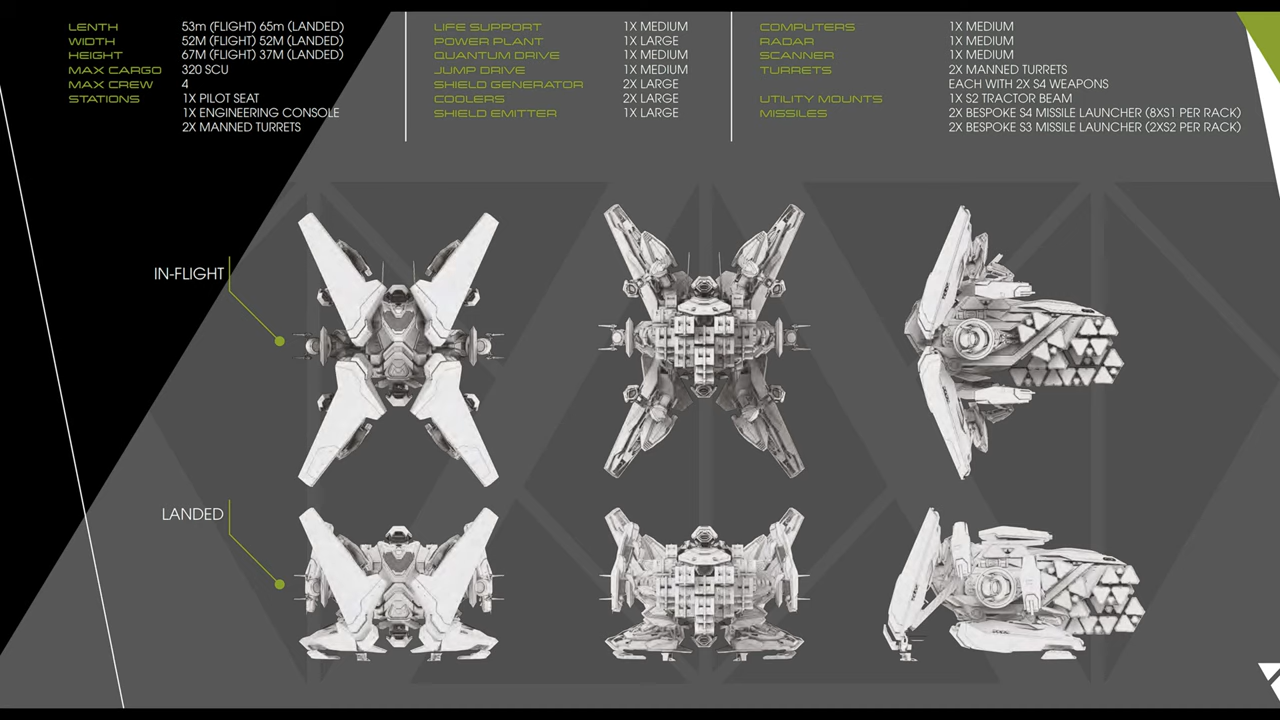 LENTH 53m (FLIGHT) 65m (LANDED)
WIDTH 52M (FLIGHT) 52M (LANDED)
HEIGHT 67M (FLIGHT) 37M (LANDED)
MAX CARGO 320 SCU
MAX CREW 4
STATIONS 1X PILOT SEAT
1X ENGINEERING CONSOLE
2X MANNED TURRETS
LIFE SUPPORT 1X MEDIUM
POWER PLANT 1X LARGE
QUANTUM DRIVE 1X MEDIUM
JUMP DRIVE 1X MEDIUM
SHIELD GENERATOR 2X LARGE
COOLERS 2X LARGE
SHIELD EMITTER 1X LARGE
COMPUTERS 1X MEDIUM
RADAR 1X MEDIUM
SCANNER 1X MEDIUM
TURRETS 2X MANNED TURRETS
EACH WITH 2X S4 WEAPONS
UTILITY MOUNTS 1X S2 TRACTOR BEAM
MISSILES 2X BESPOKE S4 MISSILE LAUNCHER (8XS1 PER RACK)
2X BESPOKE S3 MISSILE LAUNCHER (2XS2 PER RACK)
IN-FLIGHT
LANDED